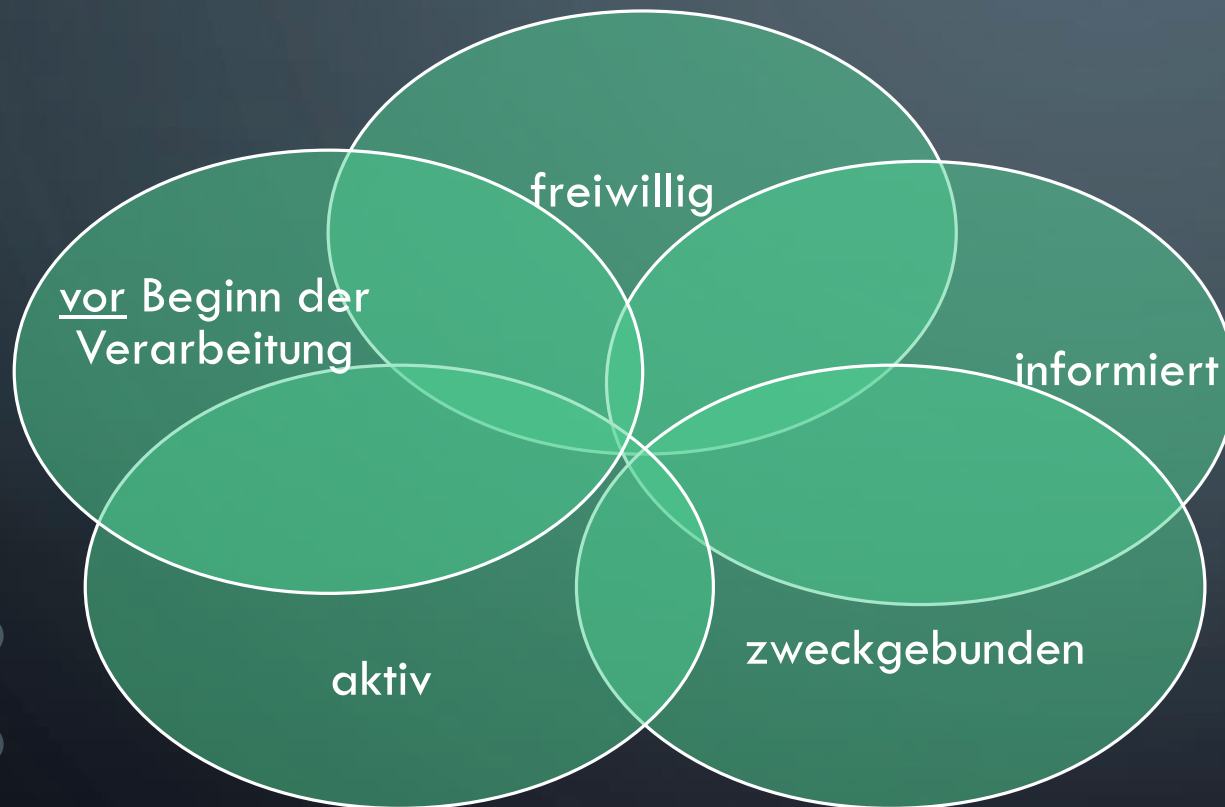 freiwillig
vor Beginn der
Verarbeitung
informiert
zweckgebunden
aktiv